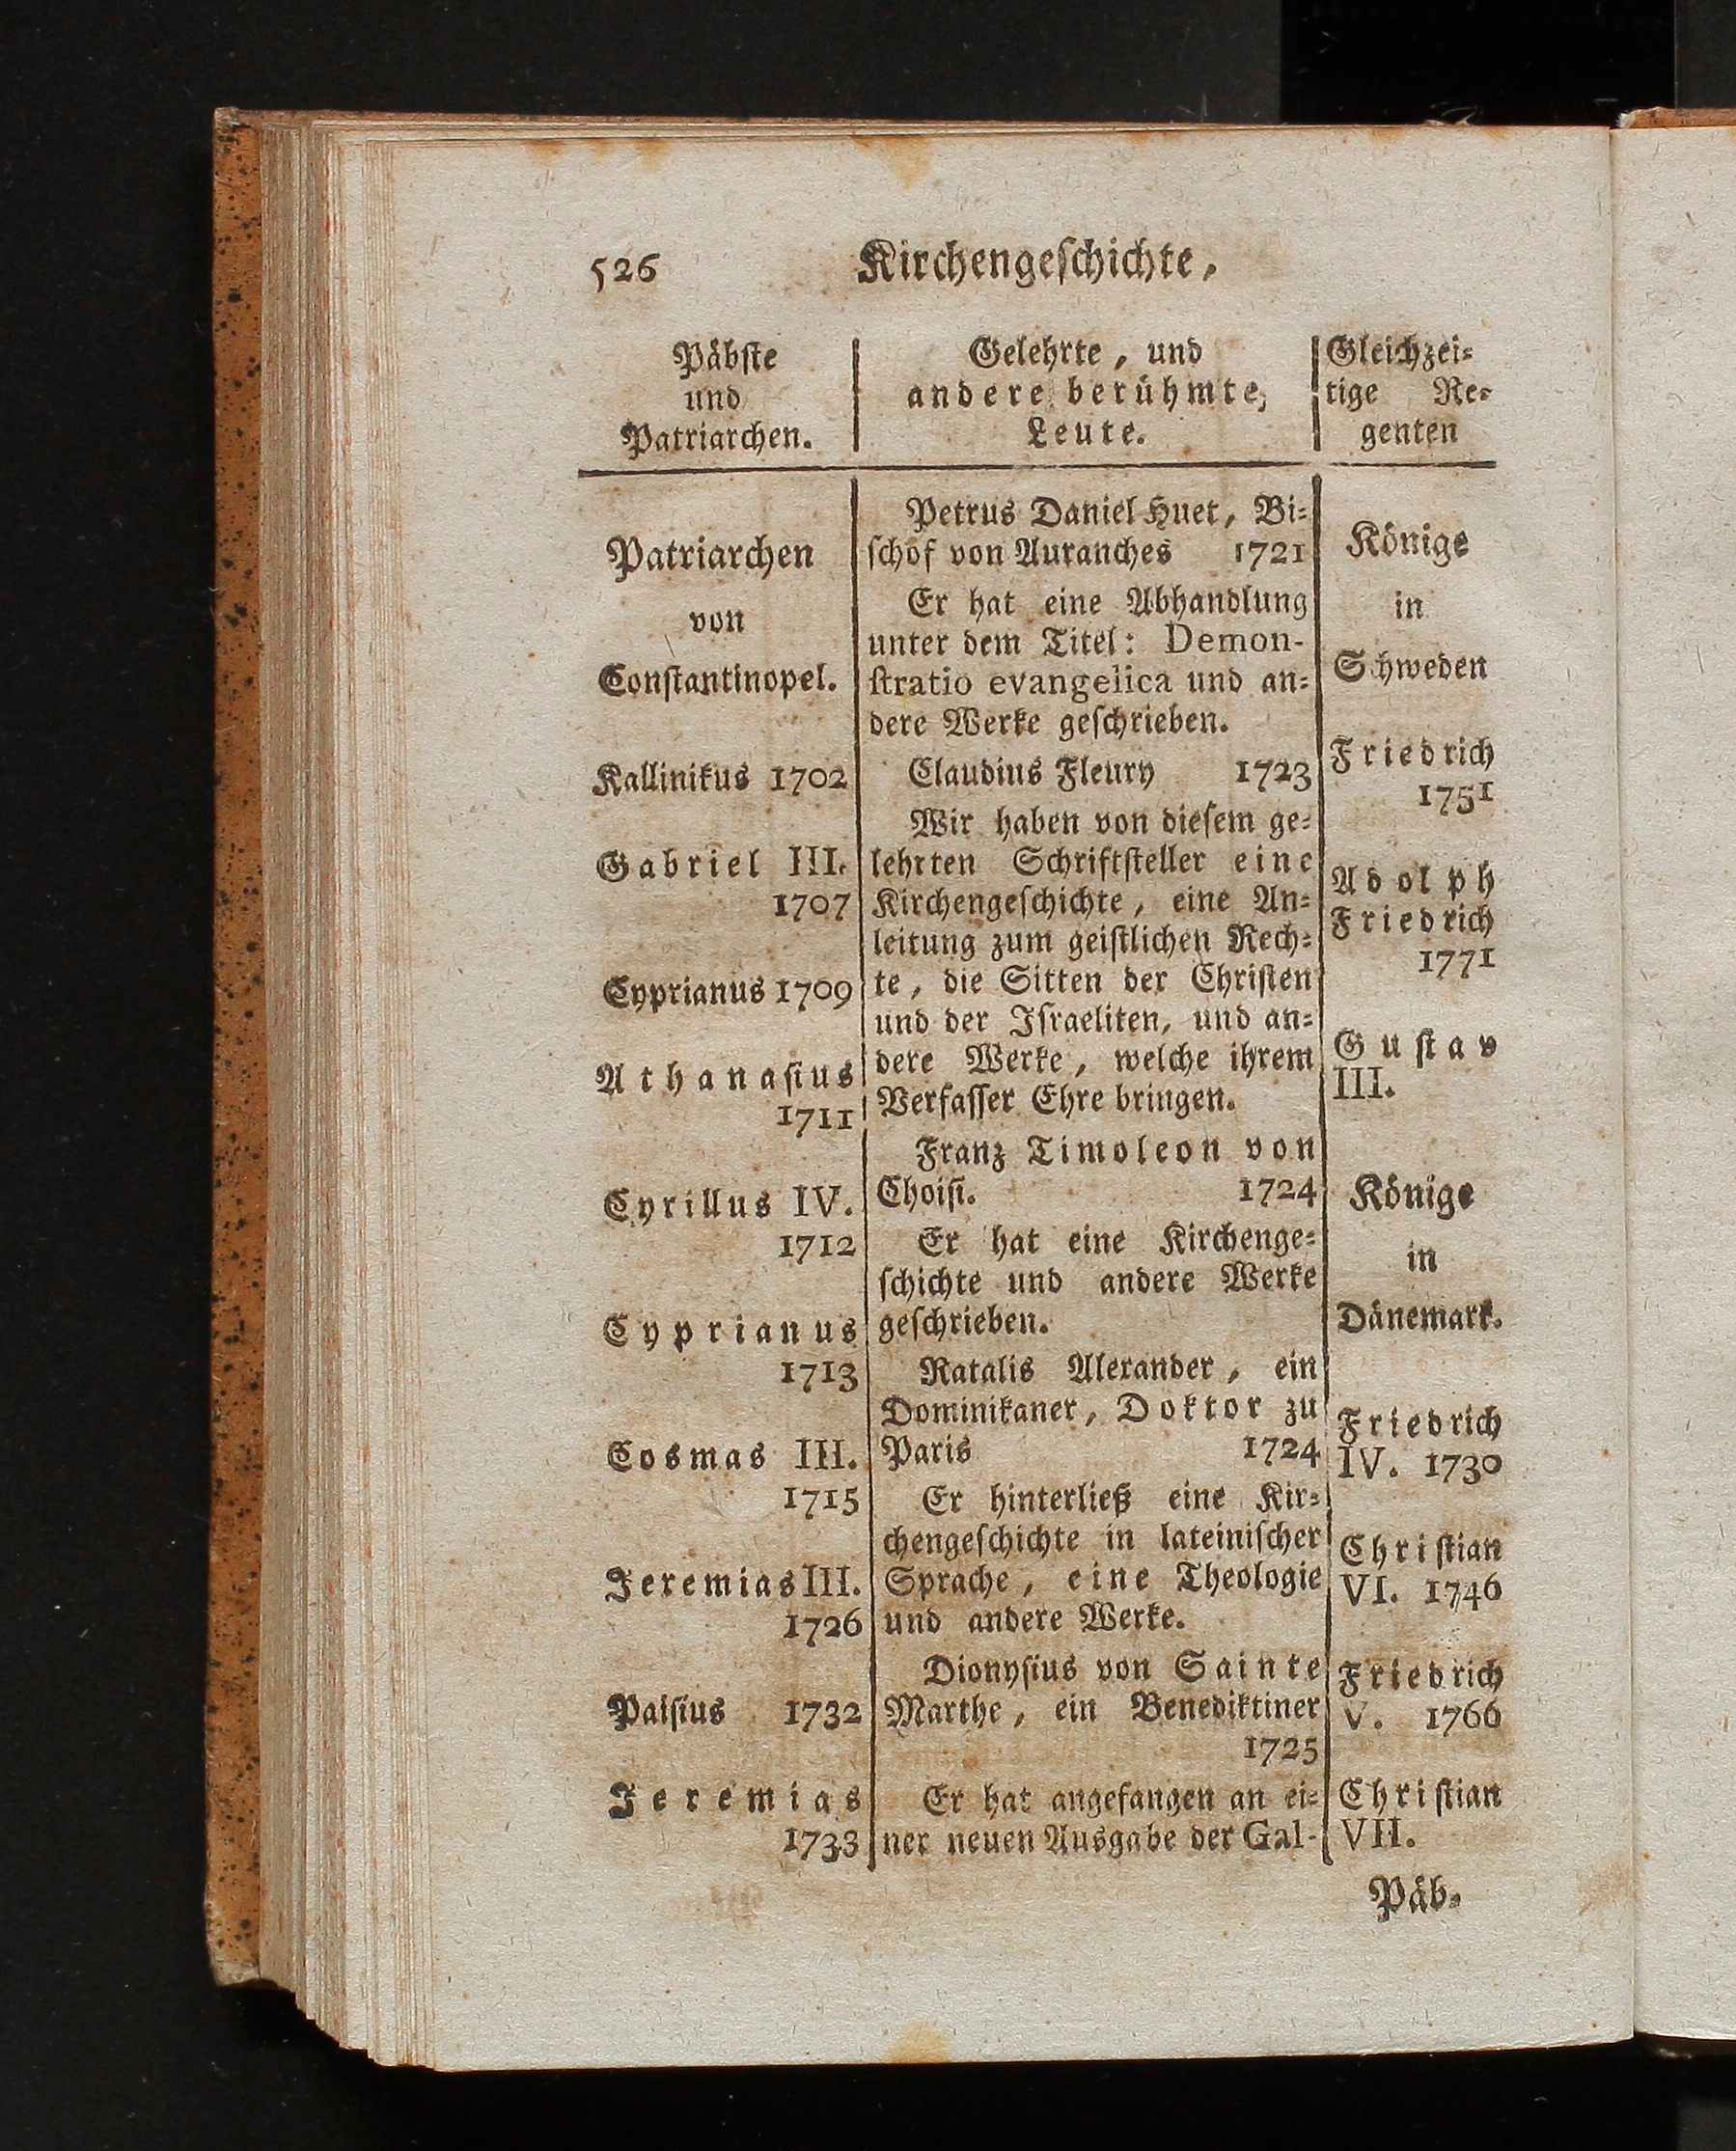 526 Kirchengeschichte,
Päbste
und
Patriarchen.
Patriarchen
von
Constantinopel.
Kallinikus 1702
Gabriel III.
1707
Cyprianus 1709
Athanasius
1711
Cyrillus IV.
1712
Cyprianus
1713
Cosmas III.
1715
Jeremias III.
1726
Paisius 1732
Jeremias
1733
Gelehrte, und
andere berühmte,
Leute.
Petrus Daniel Huet, Bi-
schof von Auranches 1721
Er hat eine Abhandlung
unter dem Titel: Demon-
stratio evangelica und an-
dere Werke geschrieben.
Claudius Fleury 1723
Wir haben von diesem ge-
lehrten Schriftsteller eine
Kirchengeschichte, eine An-
leitung zum geistlichen Rech-
te, die Sitten der Christen
und der Israeliten, und an-
dere Werke, welche ihrem
Verfasser Ehre bringen.
Franz Timoleon von
Choisi. 1724
Er hat eine Kirchenge-
schichte und andere Werke
geschrieben.
Natalis Alexander, ein
Dominikaner, Doktor zu
Paris 1724
Er hinterließ eine Kir-
chengeschichte in lateinischer
Sprache, eine Theologie
und andere Werke.
Dionysius von Sainte
Marthe, ein Benediktiner
1725
Er hat angefangen an ei-
ner neuen Ausgabe der Gal-
Gleichzei-
tige Re-
genten
Könige
in
Schweden
Friedrich
1751
Adolph
Friedrich
1771
Gustav
III.
Könige
in
Dänemark.
Friedrich
IV. 1730
Christian
VI. 1746
Friedrich
V. 1766
Christian
VII.
Päb-